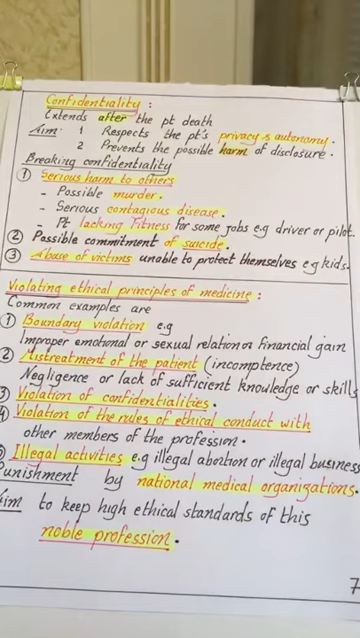 Confidentiality :
Extends after the pt death
Aim: 1 Respects the pt's privacy & autonomy.
2 Prevents the possible harm of disclosure.
Breaking confidentiality
① Serious harm to others
- Possible murder.
- Serious contagious disease.
- Pt lacking Fitness for some jobs e.g driver or pilot.
② Possible commitment of suicide.
③ Abuse of victims unable to protect themselves eg kids.
Violating ethical principles of medicine :
Common examples are
① Boundary violation e.g
Improper emotional or sexual relation or financial gain
② Mistreatment of the patient (incomptence)
Negligence or lack of sufficient knowledge or skills
3 Violation of confidentialities.
4 Violation of the rules of ethical conduct with
other members of the profession.
Illegal activities e.g illegal abortion or illegal business
Punishment by national medical organizations.
Aim to keep high ethical standards of this
noble profession.
7